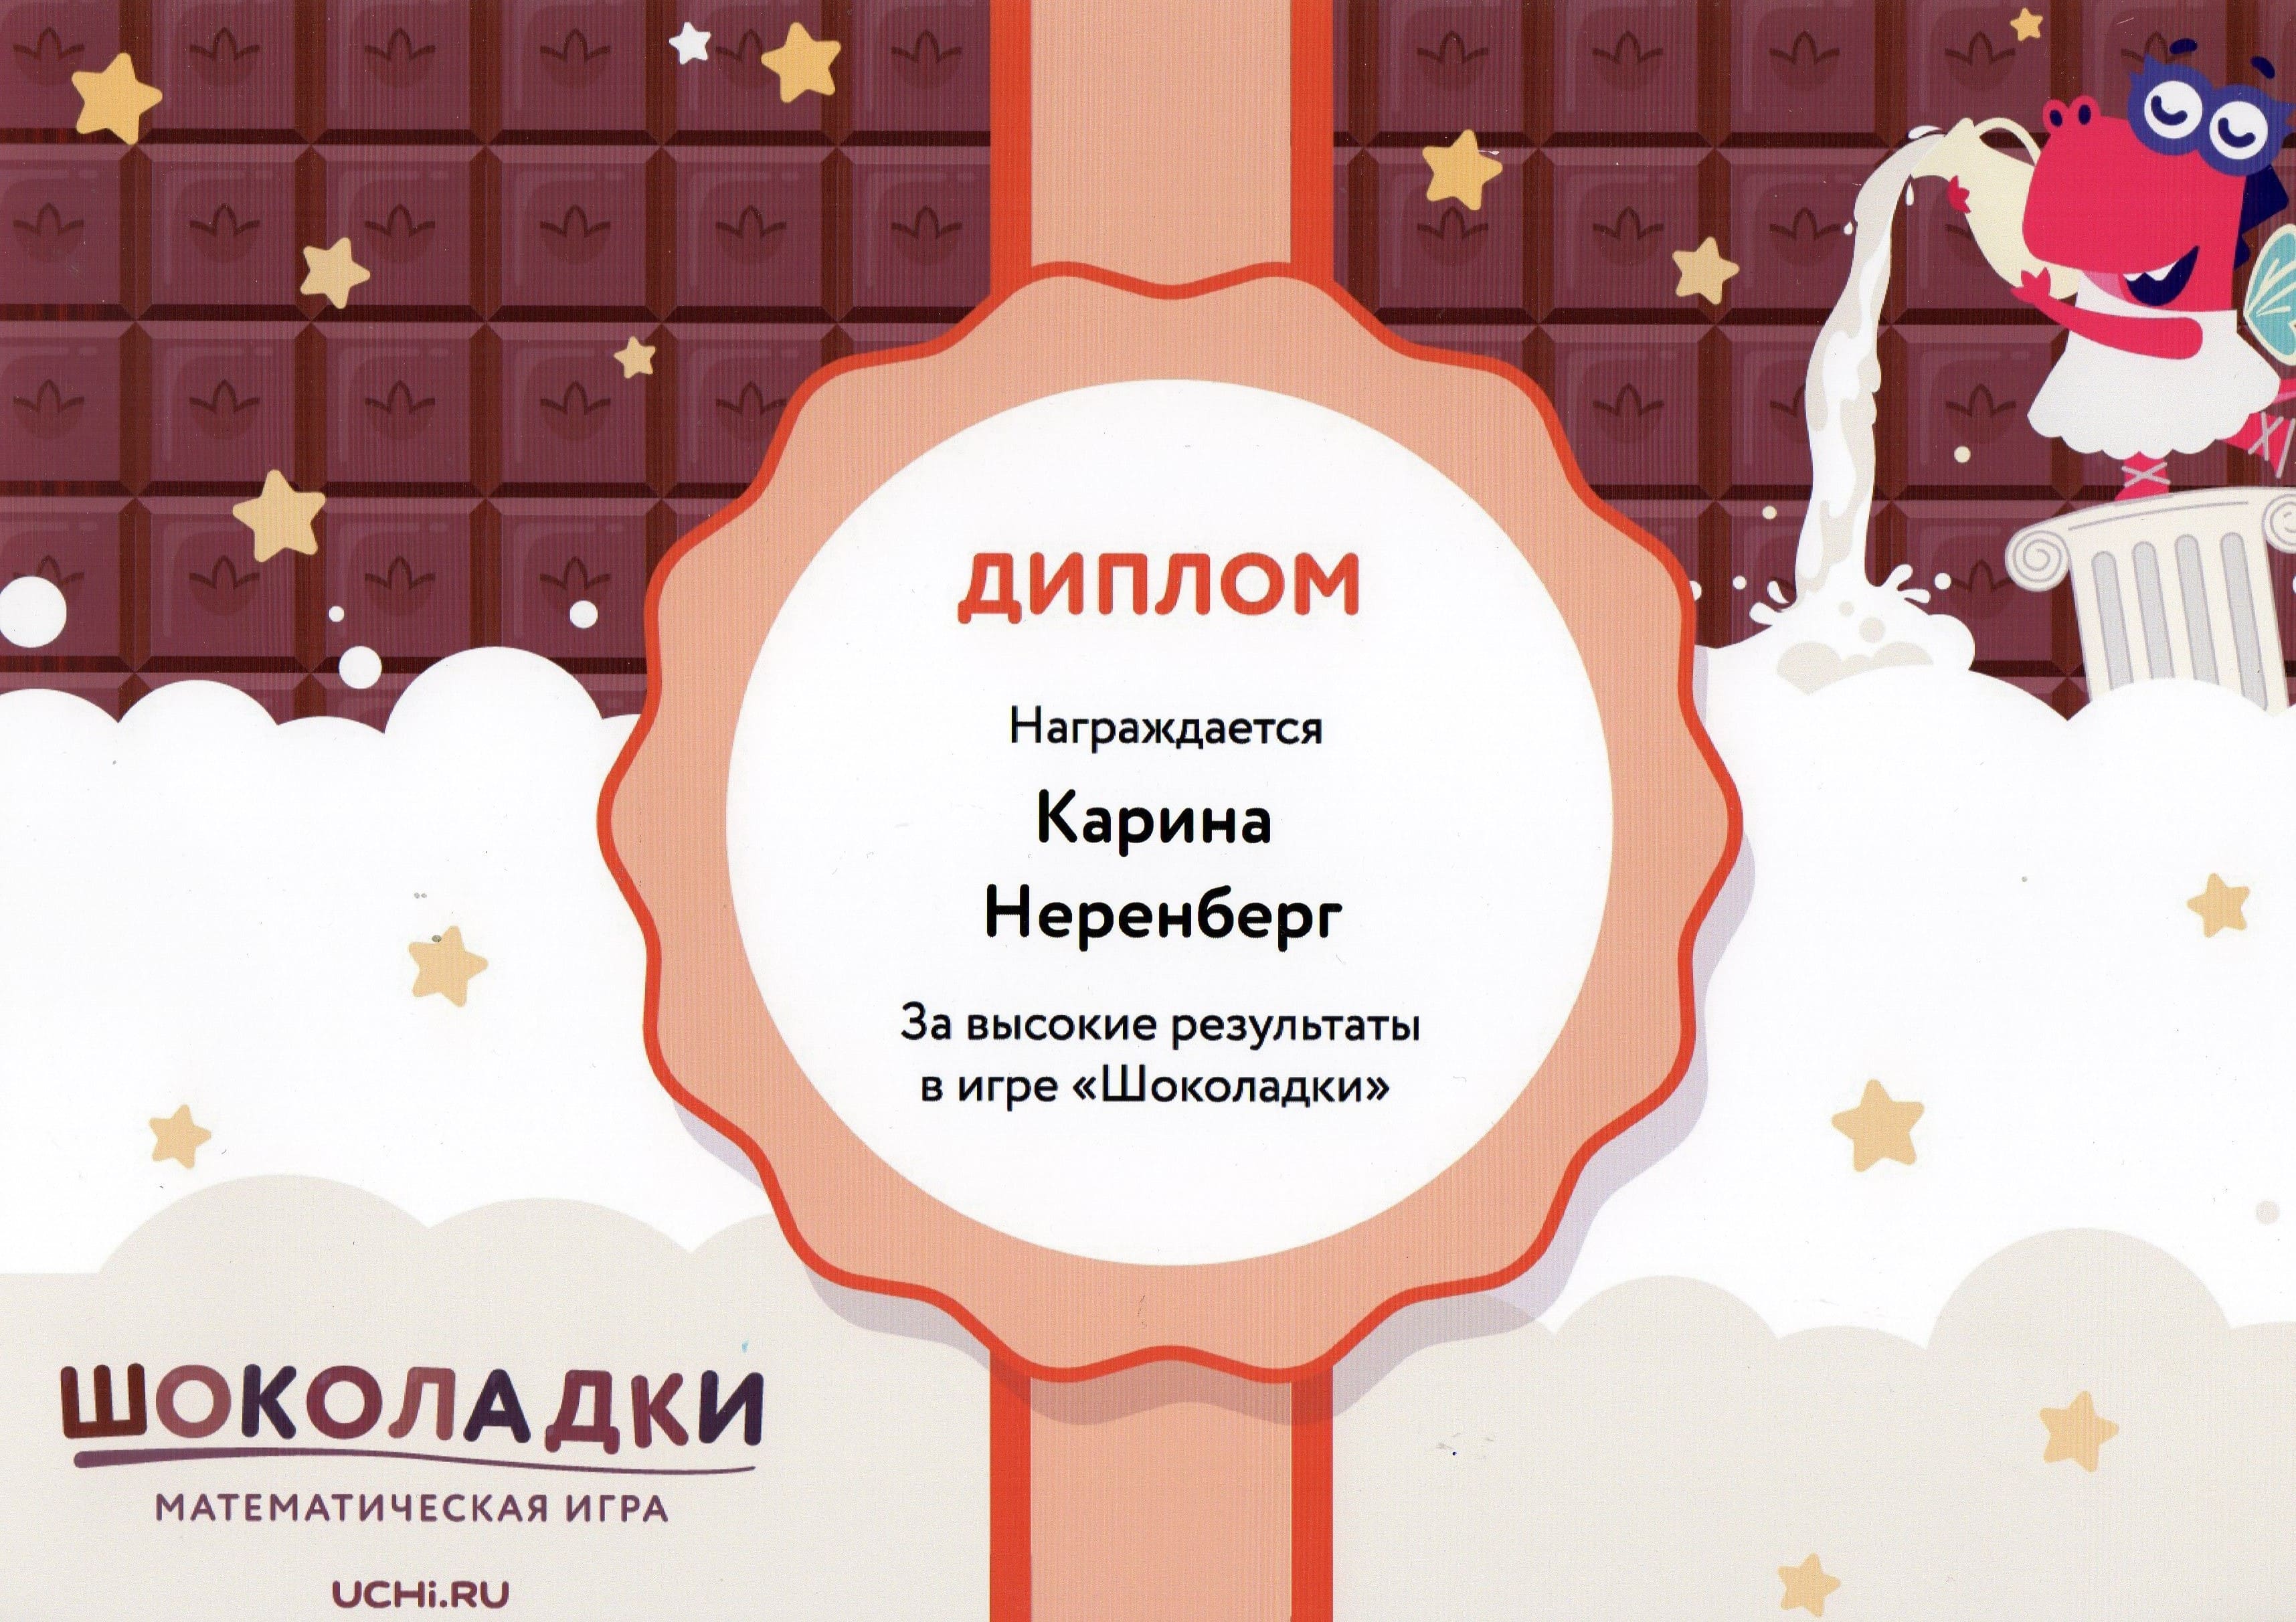 ДИПЛОМ
Награждается
Карина
Неренберг
За высокие результаты
в игре «Шоколадки»
ШОКОЛАДКИ
МАТЕМАТИЧЕСКАЯ ИГРА
UCHi.RU